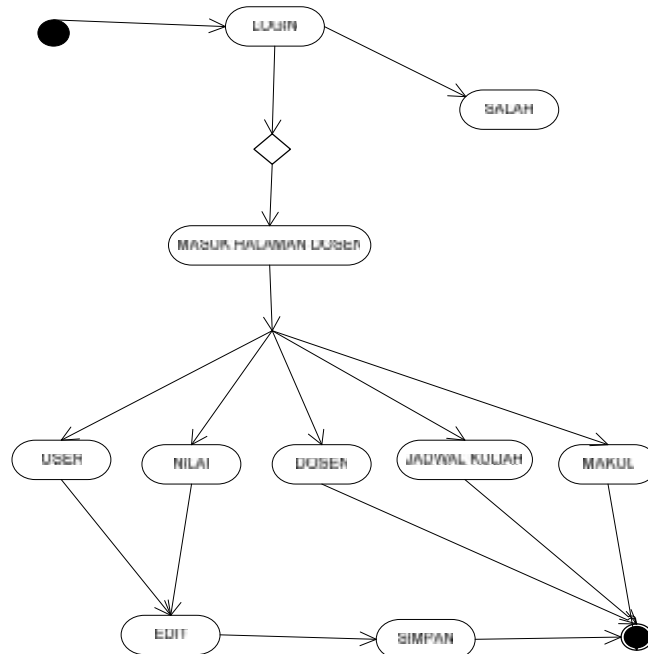 LOGIN
SALAH
MASUK HALAMAN DOSEN
USER
NILAI
DOSEN
JADWAL KULIAH
MAKUL
EDIT
SIMPAN